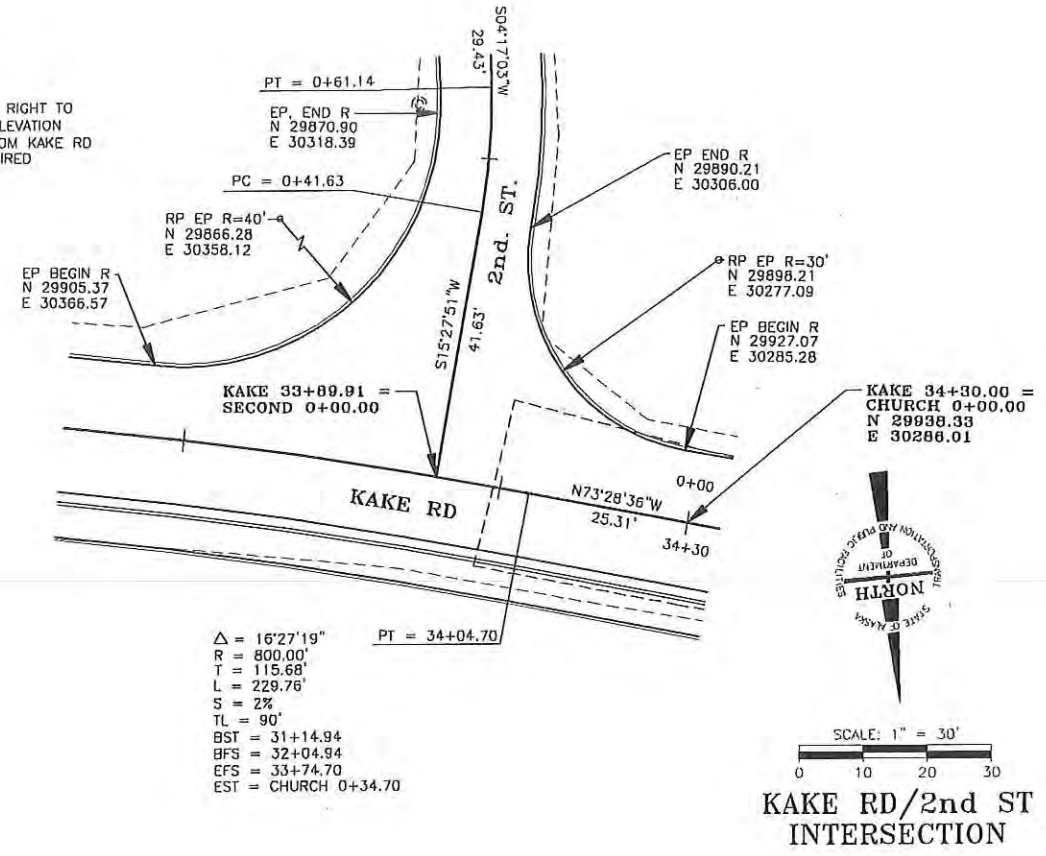 RIGHT TO
LEVATION
OM KAKE RD
IRED
S04°17'03"W
29.43'
PT = 0+61.14
EP, END R
N 29870.90
E 30318.39
PC = 0+41.63
RP EP R=40'
N 29866.28
E 30358.12
EP BEGIN R
N 29905.37
E 30366.57
2nd. ST.
S15°27'51"W
41.63'
EP END R
N 29890.21
E 30306.00
RP EP R=30'
N 29898.21
E 30277.09
EP BEGIN R
N 29927.07
E 30285.28
KAKE 33+89.91 =
SECOND 0+00.00
KAKE 34+30.00 =
CHURCH 0+00.00
N 29938.33
E 30286.01
KAKE RD
N73°28'36"W
25.31'
0+00
34+30
PT = 34+04.70
Δ = 16°27'19"
R = 800.00'
T = 115.68'
L = 229.76'
S = 2%
TL = 90'
BST = 31+14.94
BFS = 32+04.94
EFS = 33+74.70
EST = CHURCH 0+34.70
STATE OF ALASKA
NORTH
DEPARTMENT
OF
TRANSPORTATION AND PUBLIC FACILITIES
SCALE: 1" = 30'
0 10 20 30
KAKE RD/2nd ST
INTERSECTION